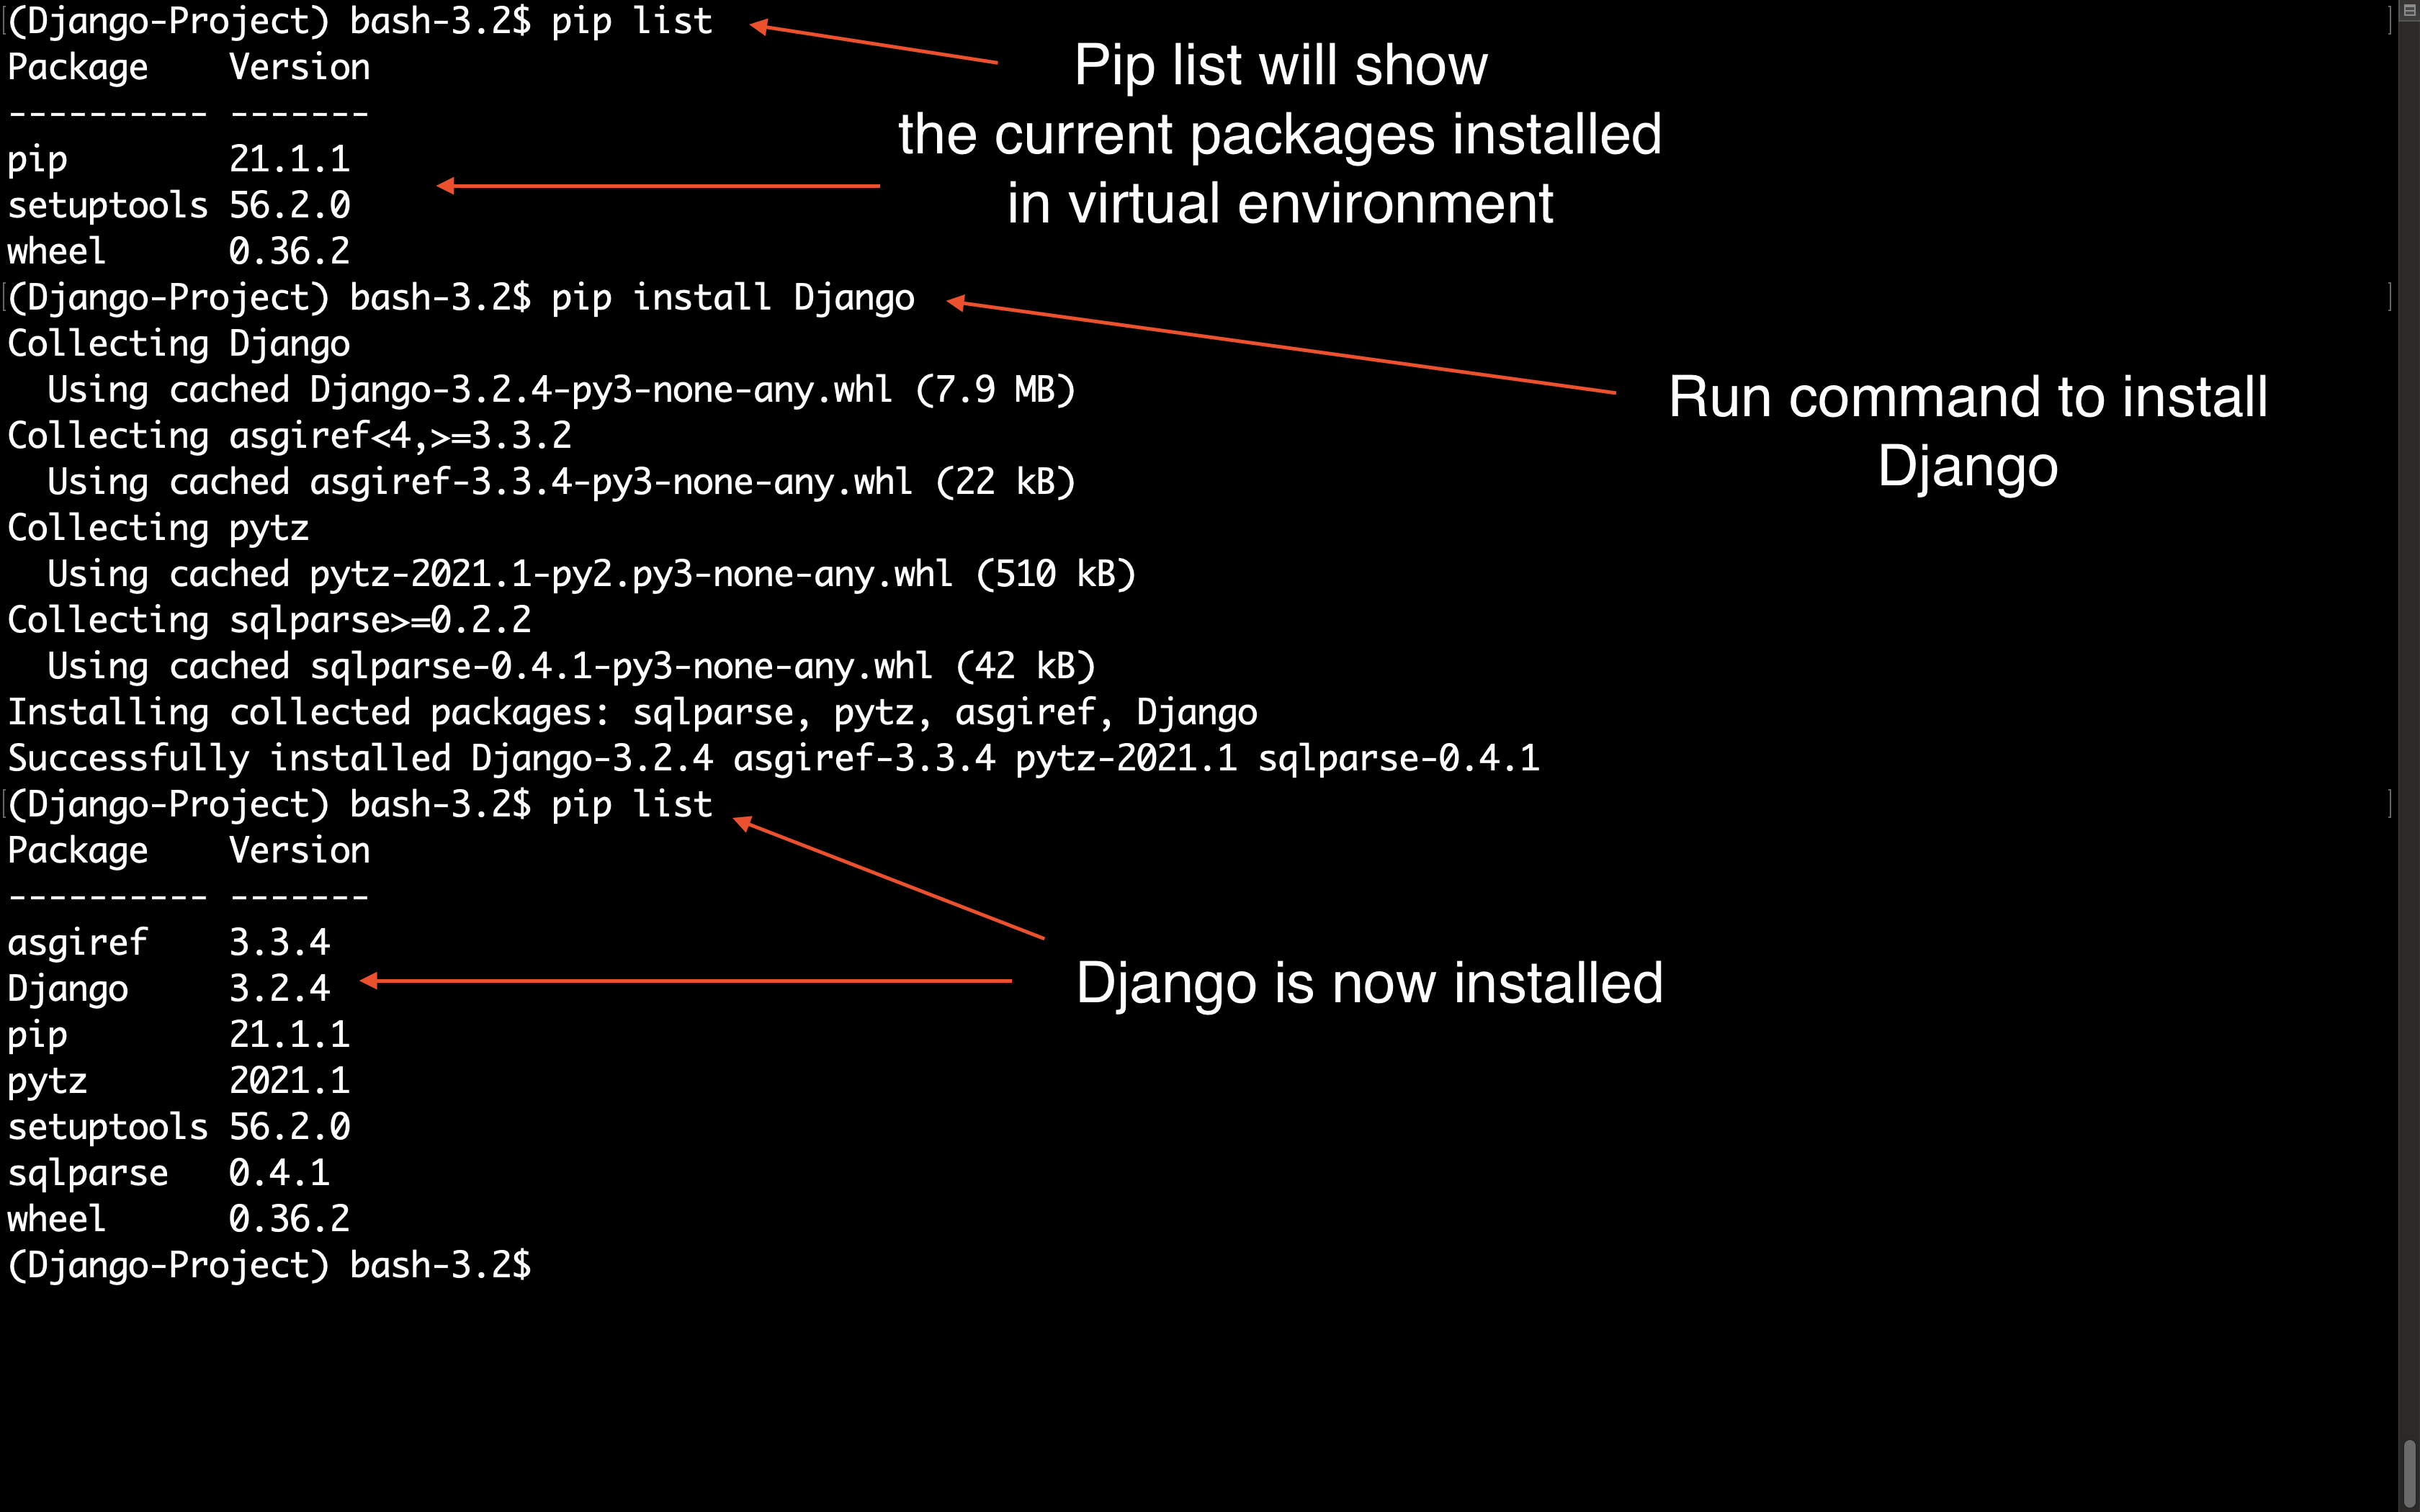 (Django-Project) bash-3.2$ pip list
Package    Version
---------- -------
pip        21.1.1
setuptools 56.2.0
wheel      0.36.2
Pip list will show
the current packages installed
in virtual environment
(Django-Project) bash-3.2$ pip install Django
Collecting Django
  Using cached Django-3.2.4-py3-none-any.whl (7.9 MB)
Collecting asgiref<4,>=3.3.2
  Using cached asgiref-3.3.4-py3-none-any.whl (22 kB)
Collecting pytz
  Using cached pytz-2021.1-py2.py3-none-any.whl (510 kB)
Collecting sqlparse>=0.2.2
  Using cached sqlparse-0.4.1-py3-none-any.whl (42 kB)
Installing collected packages: sqlparse, pytz, asgiref, Django
Successfully installed Django-3.2.4 asgiref-3.3.4 pytz-2021.1 sqlparse-0.4.1
Run command to install
Django
(Django-Project) bash-3.2$ pip list
Package    Version
---------- -------
asgiref    3.3.4
Django     3.2.4
pip        21.1.1
pytz       2021.1
setuptools 56.2.0
sqlparse   0.4.1
wheel      0.36.2
Django is now installed
(Django-Project) bash-3.2$